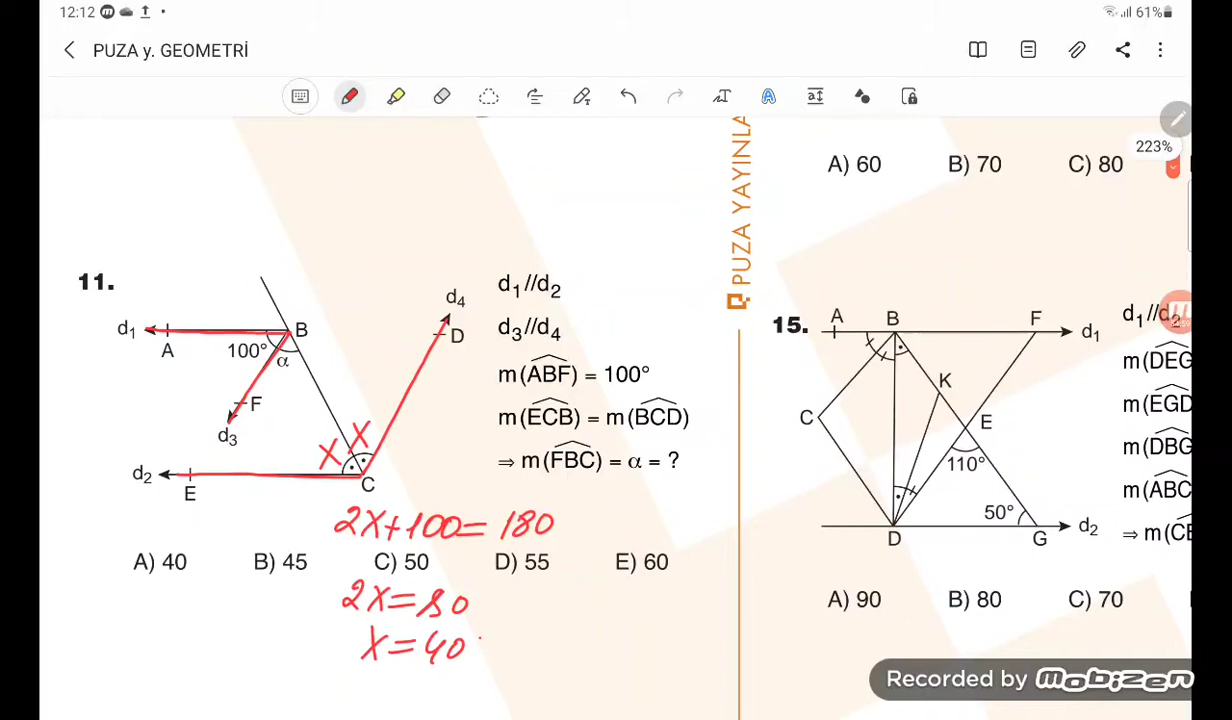 12:12
61%
PUZA y. GEOMETRİ
223%
PUZA YAYINLA
A) 60 B) 70 C) 80
11.
d1 B
A 100° α
F
d3
d4
D
X X
d2
E C
d1//d2
d3//d4
m(ABF) = 100°
m(ECB) = m(BCD)
⇒ m(FBC) = α = ?
2X+100=180
A) 40 B) 45 C) 50 D) 55 E) 60
2X=80
X=40
15.
A B F d1
K
C E
110°
50°
D G d2
d1//d2
m(DEG
m(EGD
m(DBG
m(ABC
⇒ m(CE
A) 90 B) 80 C) 70
Recorded by mobizen